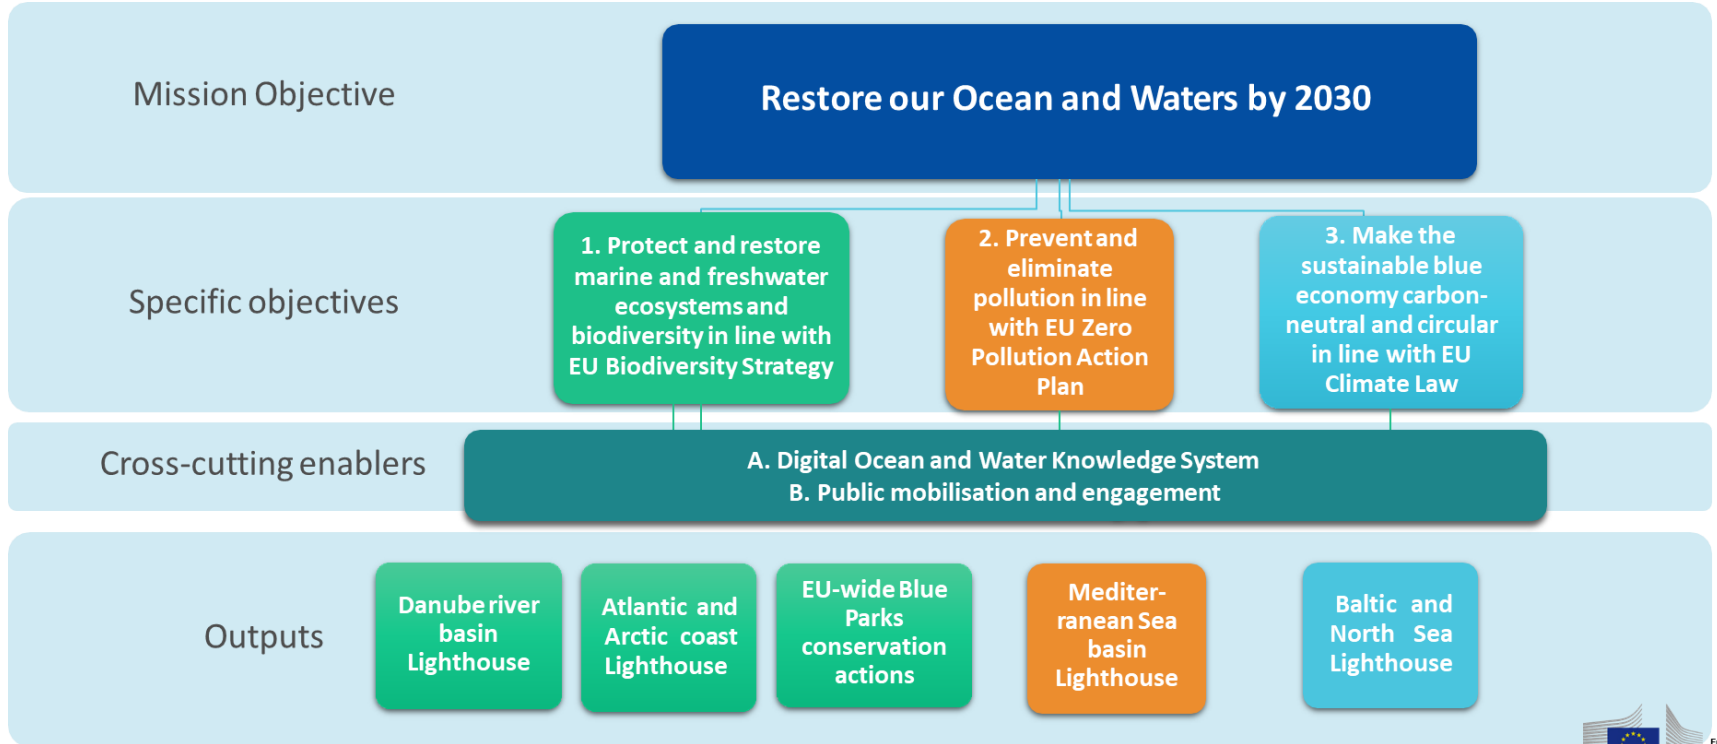 Mission Objective
Restore our Ocean and Waters by 2030
Specific objectives
1. Protect and restore
marine and freshwater
ecosystems and
biodiversity in line with
EU Biodiversity Strategy
2. Prevent and
eliminate
pollution in line
with EU Zero
Pollution Action
Plan
3. Make the
sustainable blue
economy carbon-
neutral and circular
in line with EU
Climate Law
Cross-cutting enablers
A. Digital Ocean and Water Knowledge System
B. Public mobilisation and engagement
Outputs
Danube river
basin
Lighthouse
Atlantic and
Arctic coast
Lighthouse
EU-wide Blue
Parks
conservation
actions
Mediter-
ranean Sea
basin
Lighthouse
Baltic and
North Sea
Lighthouse